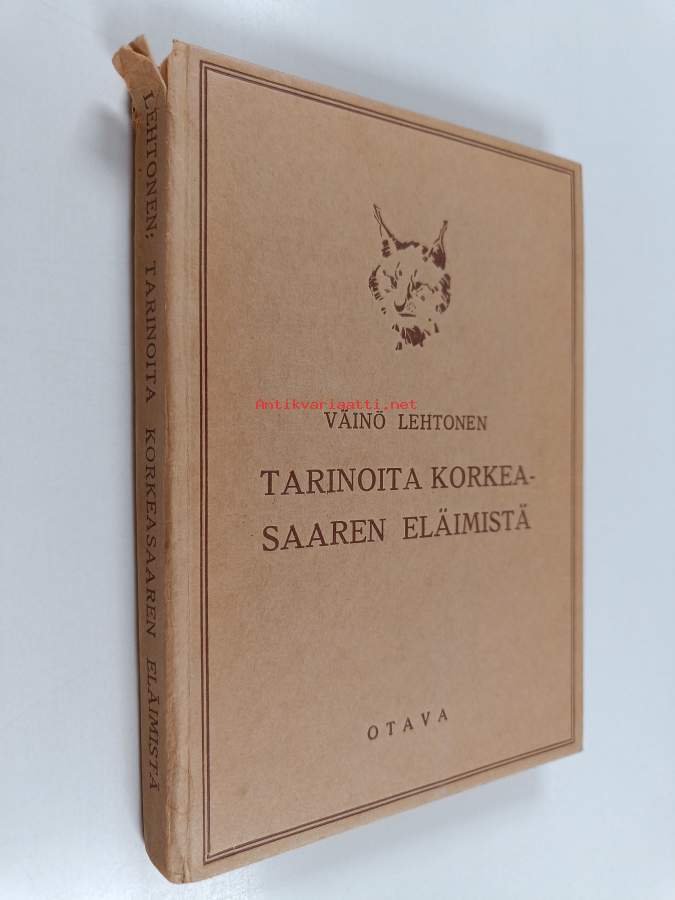 LEHTONEN: TARINOITA KORKEASAAREN ELÄIMISTÄ
Antikvariaatti.net
VÄINÖ LEHTONEN
TARINOITA KORKEA-
SAAREN ELÄIMISTÄ
OTAVA